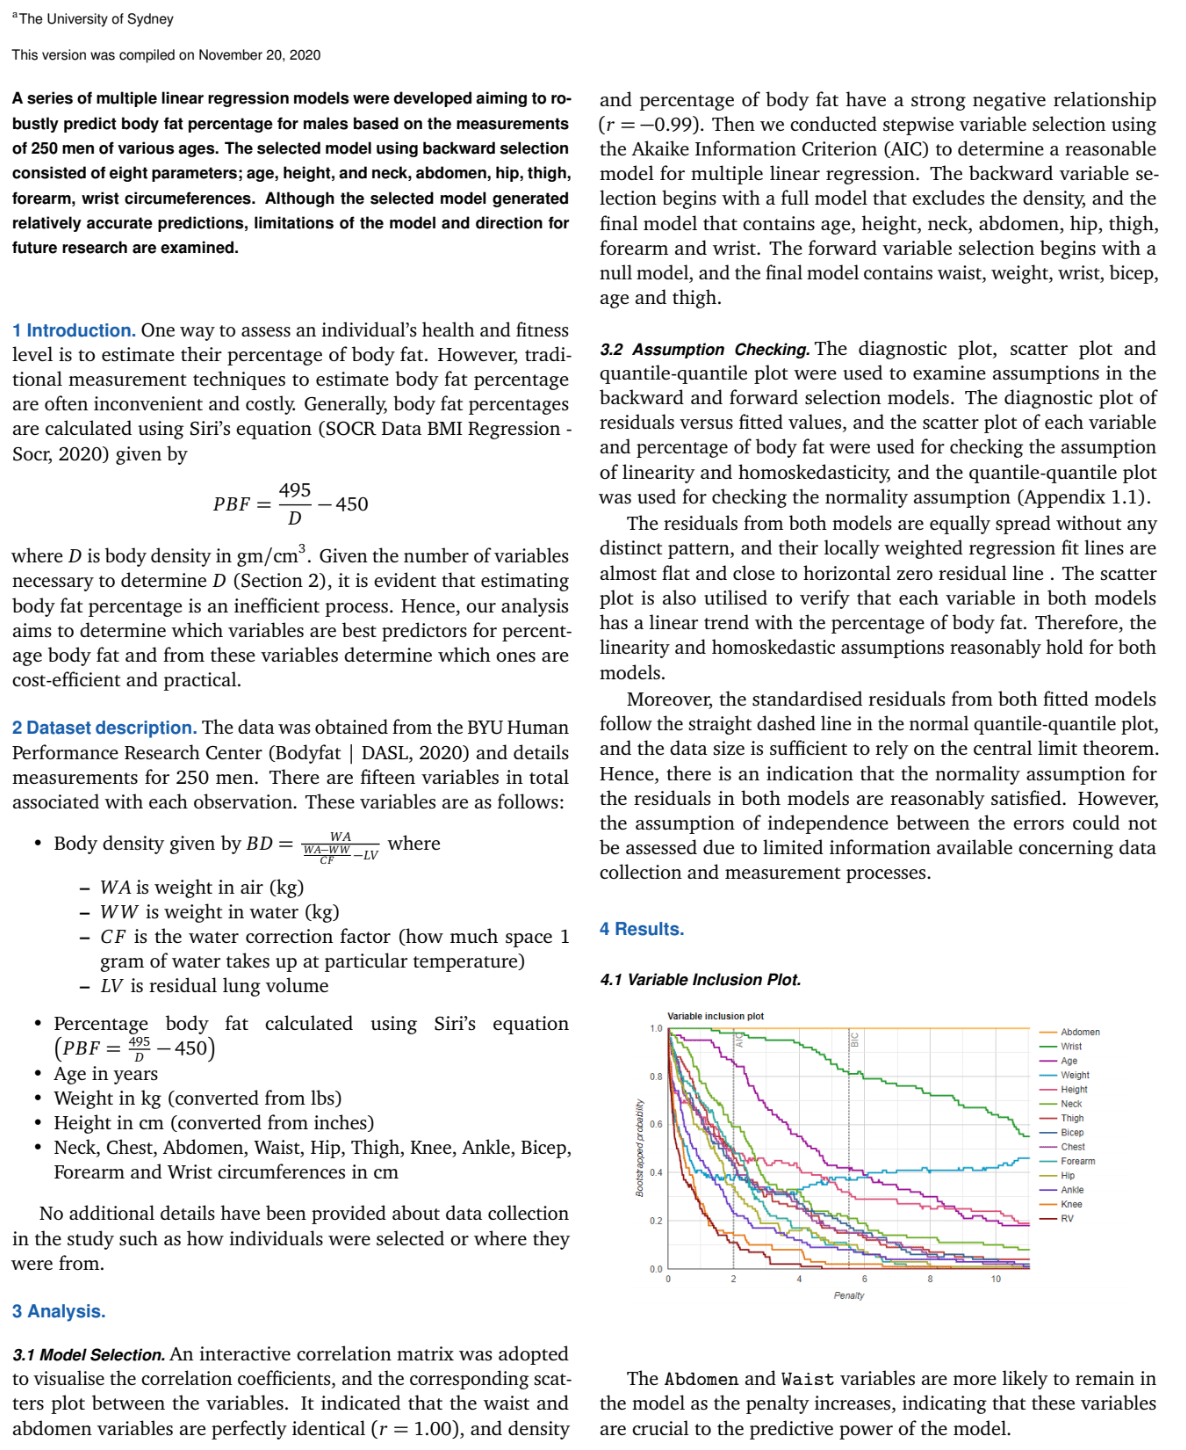 ᵃThe University of Sydney
This version was compiled on November 20, 2020
A series of multiple linear regression models were developed aiming to ro-
bustly predict body fat percentage for males based on the measurements
of 250 men of various ages. The selected model using backward selection
consisted of eight parameters; age, height, and neck, abdomen, hip, thigh,
forearm, wrist circumeferences. Although the selected model generated
relatively accurate predictions, limitations of the model and direction for
future research are examined.
1 Introduction. One way to assess an individual's health and fitness
level is to estimate their percentage of body fat. However, tradi-
tional measurement techniques to estimate body fat percentage
are often inconvenient and costly. Generally, body fat percentages
are calculated using Siri's equation (SOCR Data BMI Regression -
Socr, 2020) given by
PBF = 495/D − 450
where D is body density in gm/cm³. Given the number of variables
necessary to determine D (Section 2), it is evident that estimating
body fat percentage is an inefficient process. Hence, our analysis
aims to determine which variables are best predictors for percent-
age body fat and from these variables determine which ones are
cost-efficient and practical.
2 Dataset description. The data was obtained from the BYU Human
Performance Research Center (Bodyfat | DASL, 2020) and details
measurements for 250 men. There are fifteen variables in total
associated with each observation. These variables are as follows:
• Body density given by BD = WA/((WA−WW)/CF −LV) where
– WA is weight in air (kg)
– WW is weight in water (kg)
– CF is the water correction factor (how much space 1
gram of water takes up at particular temperature)
– LV is residual lung volume
• Percentage body fat calculated using Siri's equation
(PBF = 495/D − 450)
• Age in years
• Weight in kg (converted from lbs)
• Height in cm (converted from inches)
• Neck, Chest, Abdomen, Waist, Hip, Thigh, Knee, Ankle, Bicep,
Forearm and Wrist circumferences in cm
No additional details have been provided about data collection
in the study such as how individuals were selected or where they
were from.
3 Analysis.
3.1 Model Selection. An interactive correlation matrix was adopted
to visualise the correlation coefficients, and the corresponding scat-
ters plot between the variables. It indicated that the waist and
abdomen variables are perfectly identical (r = 1.00), and density
and percentage of body fat have a strong negative relationship
(r = −0.99). Then we conducted stepwise variable selection using
the Akaike Information Criterion (AIC) to determine a reasonable
model for multiple linear regression. The backward variable se-
lection begins with a full model that excludes the density, and the
final model that contains age, height, neck, abdomen, hip, thigh,
forearm and wrist. The forward variable selection begins with a
null model, and the final model contains waist, weight, wrist, bicep,
age and thigh.
3.2 Assumption Checking. The diagnostic plot, scatter plot and
quantile-quantile plot were used to examine assumptions in the
backward and forward selection models. The diagnostic plot of
residuals versus fitted values, and the scatter plot of each variable
and percentage of body fat were used for checking the assumption
of linearity and homoskedasticity, and the quantile-quantile plot
was used for checking the normality assumption (Appendix 1.1).
The residuals from both models are equally spread without any
distinct pattern, and their locally weighted regression fit lines are
almost flat and close to horizontal zero residual line . The scatter
plot is also utilised to verify that each variable in both models
has a linear trend with the percentage of body fat. Therefore, the
linearity and homoskedastic assumptions reasonably hold for both
models.
Moreover, the standardised residuals from both fitted models
follow the straight dashed line in the normal quantile-quantile plot,
and the data size is sufficient to rely on the central limit theorem.
Hence, there is an indication that the normality assumption for
the residuals in both models are reasonably satisfied. However,
the assumption of independence between the errors could not
be assessed due to limited information available concerning data
collection and measurement processes.
4 Results.
4.1 Variable Inclusion Plot.
Variable inclusion plot
Bootstrapped probability
1.0
0.8
0.6
0.4
0.2
0.0
AIC
BIC
0 2 4 6 8 10
Penalty
Abdomen
Wrist
Age
Weight
Height
Neck
Thigh
Bicep
Chest
Forearm
Hip
Ankle
Knee
RV
The Abdomen and Waist variables are more likely to remain in
the model as the penalty increases, indicating that these variables
are crucial to the predictive power of the model.